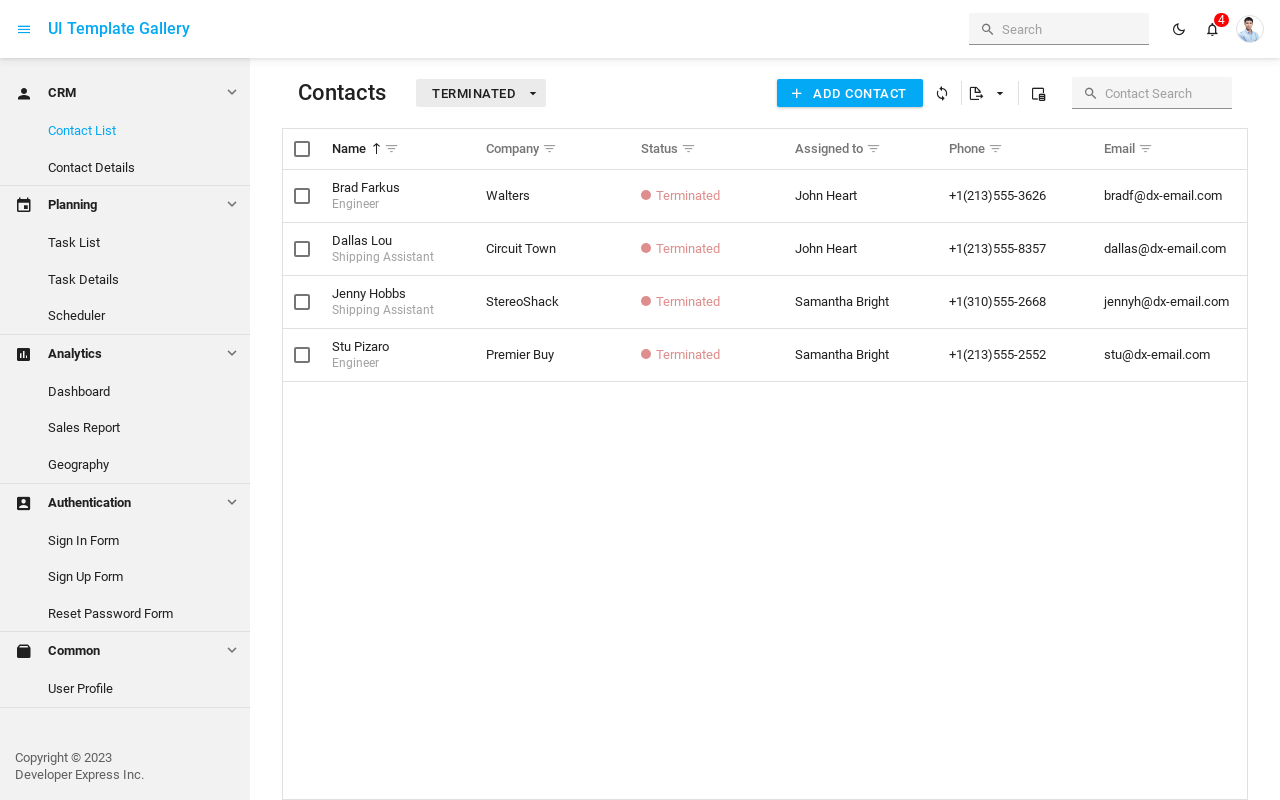 UI Template Gallery
Search
4
CRM
Contact List
Contact Details
Planning
Task List
Task Details
Scheduler
Analytics
Dashboard
Sales Report
Geography
Authentication
Sign In Form
Sign Up Form
Reset Password Form
Common
User Profile
Copyright © 2023
Developer Express Inc.
Contacts
TERMINATED
ADD CONTACT
Contact Search
Name Company Status Assigned to Phone Email
Brad Farkus
Engineer
Walters Terminated John Heart +1(213)555-3626 bradf@dx-email.com
Dallas Lou
Shipping Assistant
Circuit Town Terminated John Heart +1(213)555-8357 dallas@dx-email.com
Jenny Hobbs
Shipping Assistant
StereoShack Terminated Samantha Bright +1(310)555-2668 jennyh@dx-email.com
Stu Pizaro
Engineer
Premier Buy Terminated Samantha Bright +1(213)555-2552 stu@dx-email.com